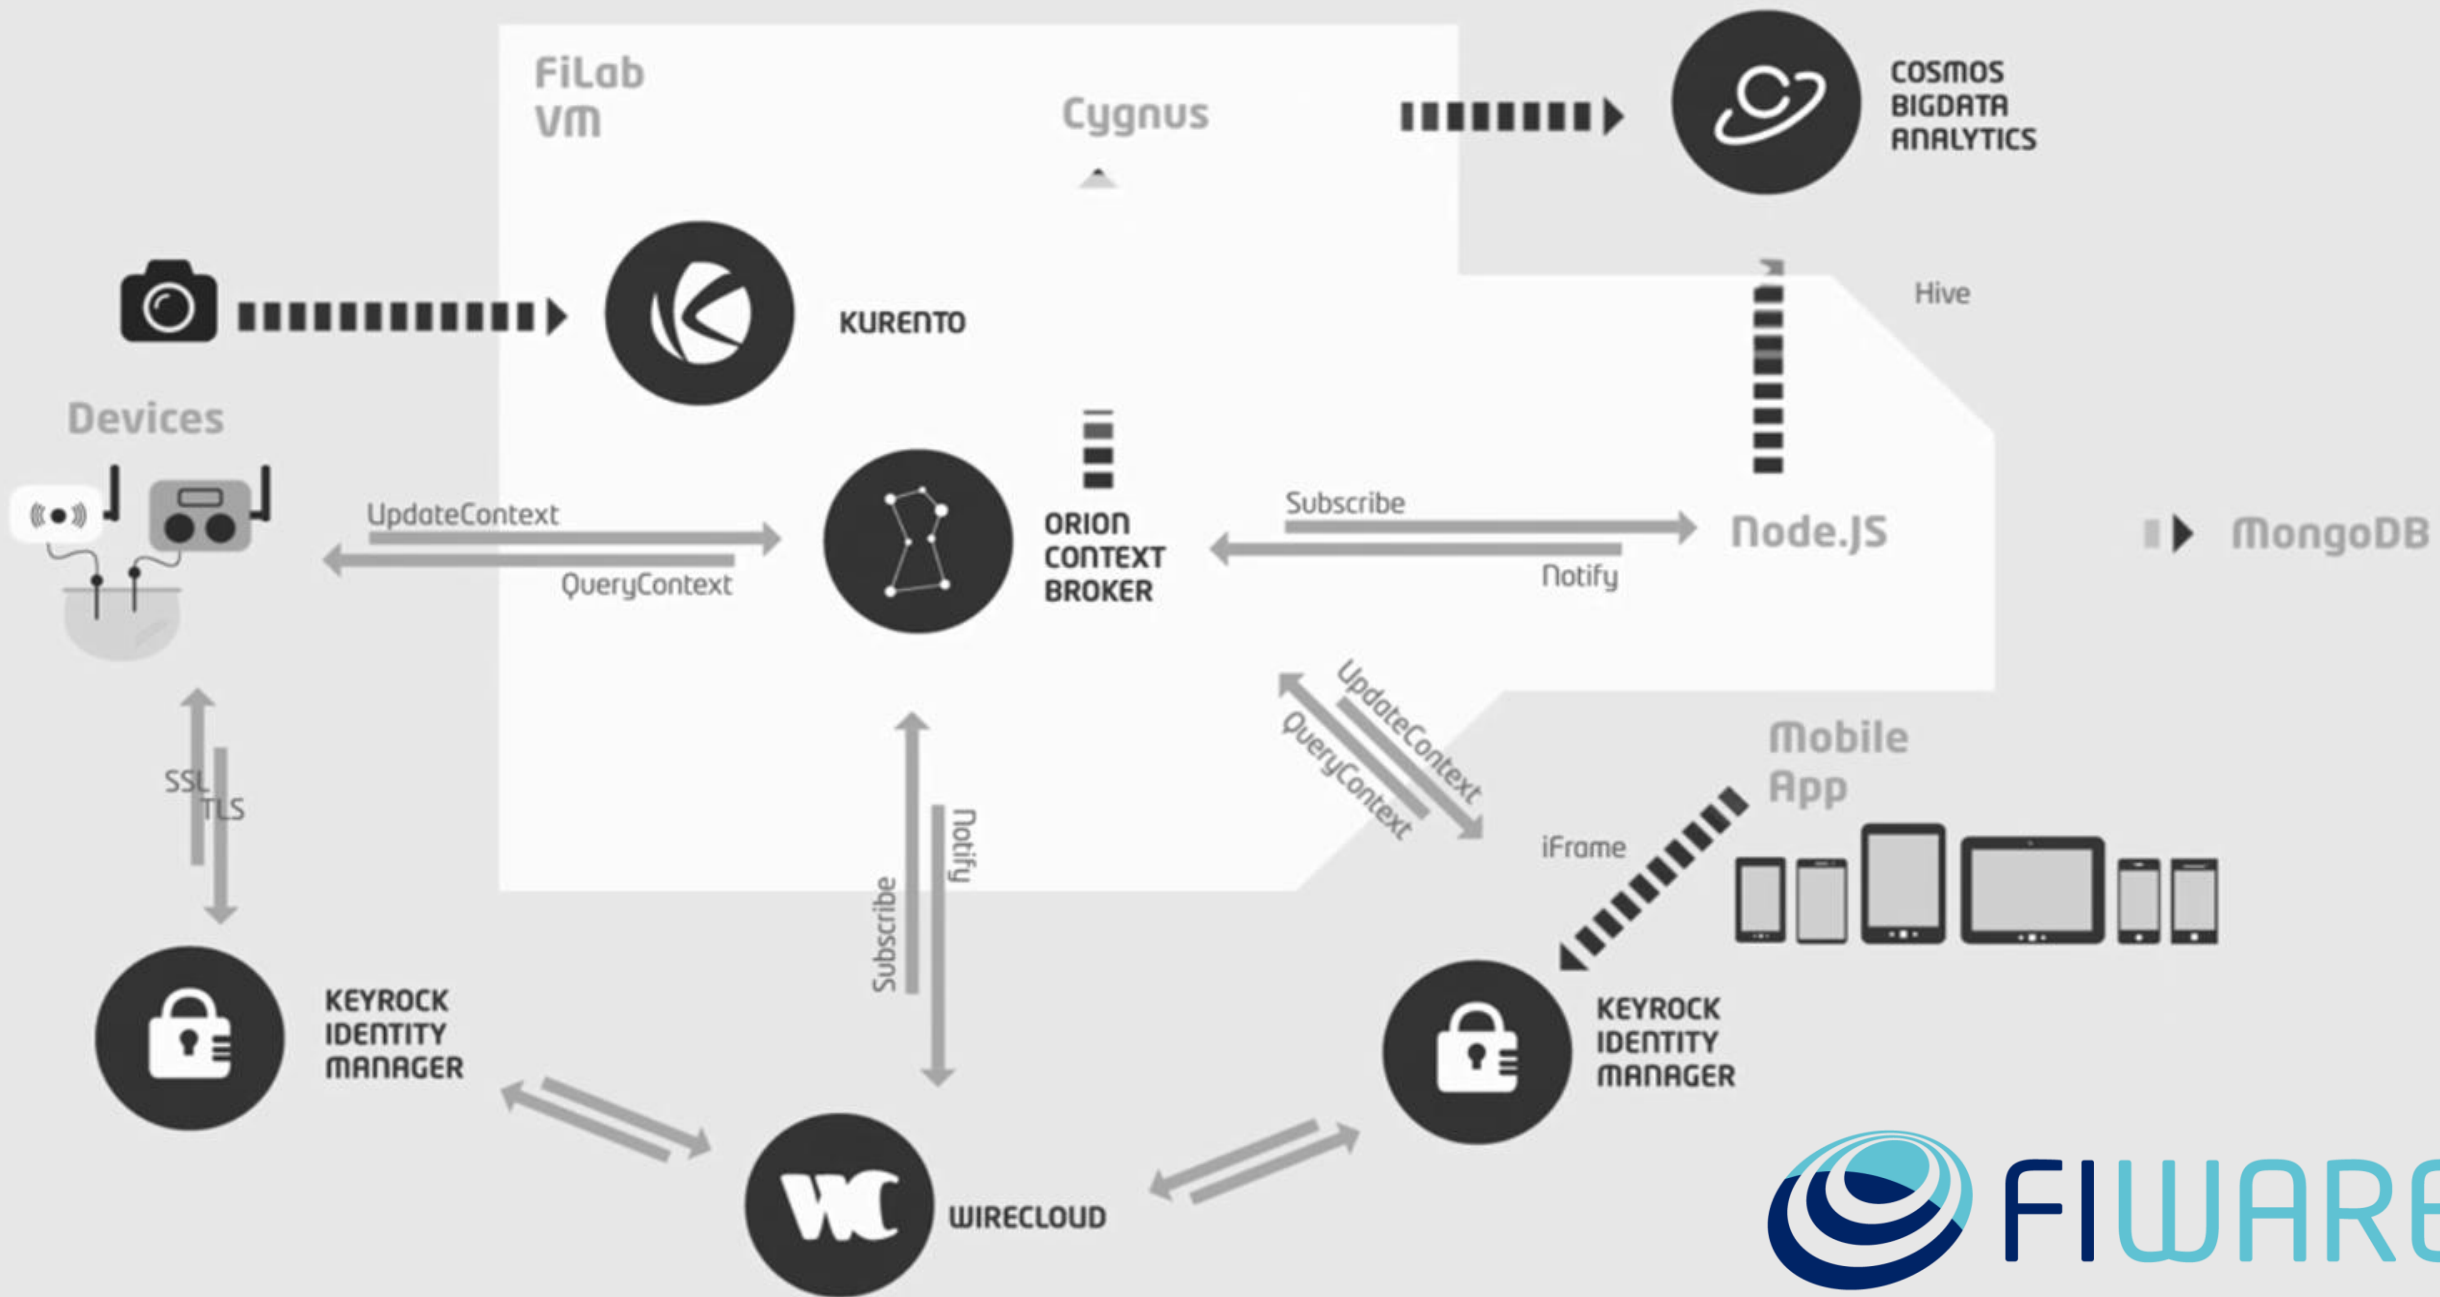 FiLab
VM
Cygnus
COSMOS
BIGDATA
ANALYTICS
KURENTO
Hive
Devices
UpdateContext
QueryContext
ORION
CONTEXT
BROKER
Subscribe
Notify
Node.JS
MongoDB
UpdateContext
QueryContext
Mobile
App
SSL
TLS
Subscribe
Notify
iFrame
KEYROCK
IDENTITY
MANAGER
KEYROCK
IDENTITY
MANAGER
WC
WIRECLOUD
FIWARE